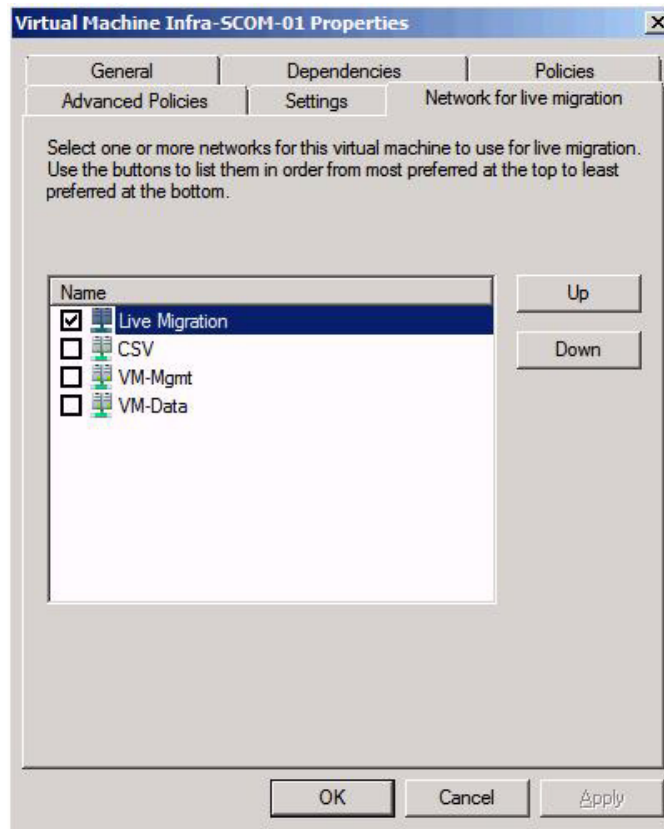 Virtual Machine Infra-SCOM-01 Properties
General Dependencies Policies
Advanced Policies Settings Network for live migration
Select one or more networks for this virtual machine to use for live migration.
Use the buttons to list them in order from most preferred at the top to least
preferred at the bottom.
Name
Live Migration
CSV
VM-Mgmt
VM-Data
Up
Down
OK Cancel Apply